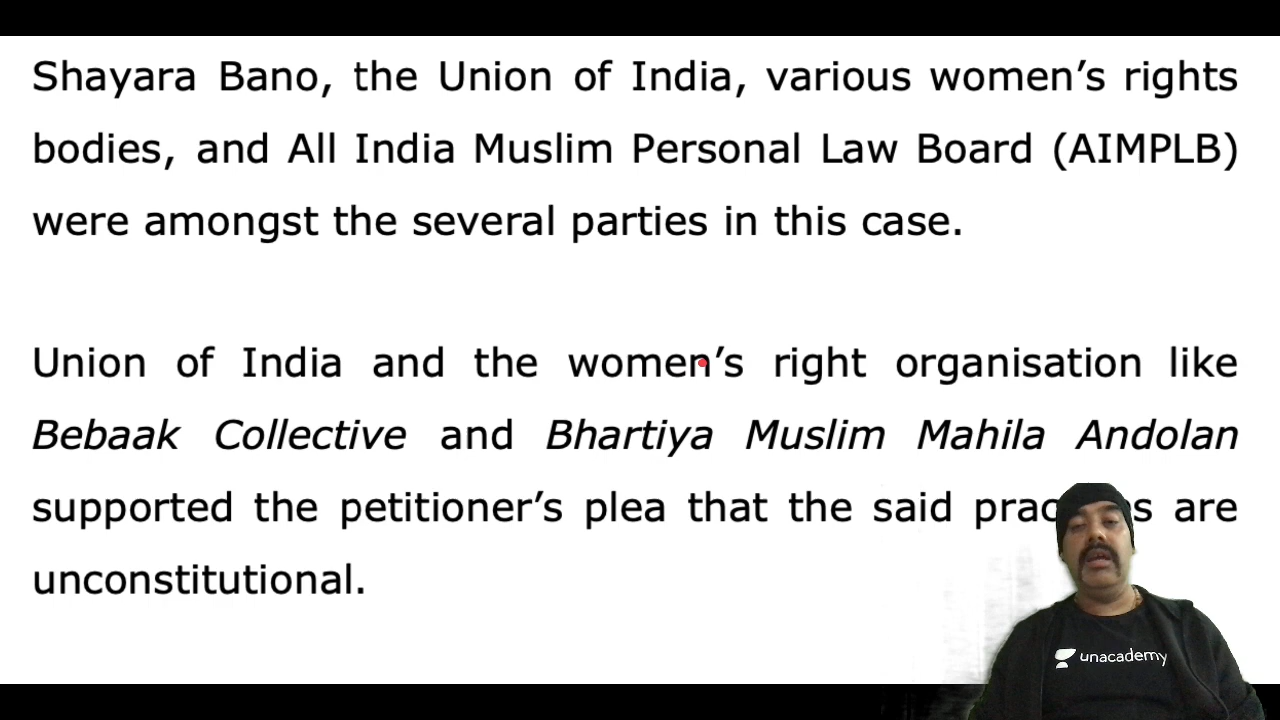 Shayara Bano, the Union of India, various women’s rights
bodies, and All India Muslim Personal Law Board (AIMPLB)
were amongst the several parties in this case.
Union of India and the women’s right organisation like
Bebaak Collective and Bhartiya Muslim Mahila Andolan
supported the petitioner’s plea that the said are
unconstitutional.
unacademy